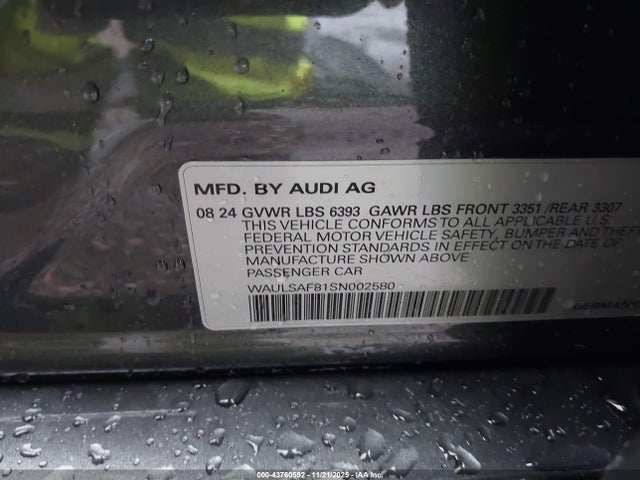 MFD. BY AUDI AG
08 24 GVWR LBS 6393 GAWR LBS FRONT 3351 /REAR 3307
THIS VEHICLE CONFORMS TO ALL APPLICABLE U.S.
FEDERAL MOTOR VEHICLE SAFETY, BUMPER AND THEFT
PREVENTION STANDARDS IN EFFECT ON THE DATE OF
MANUFACTURE SHOWN ABOVE
PASSENGER CAR
WAULSAF81SN002580
GERMANY
000-43760592 - 11/21/2025 - IAA Inc.